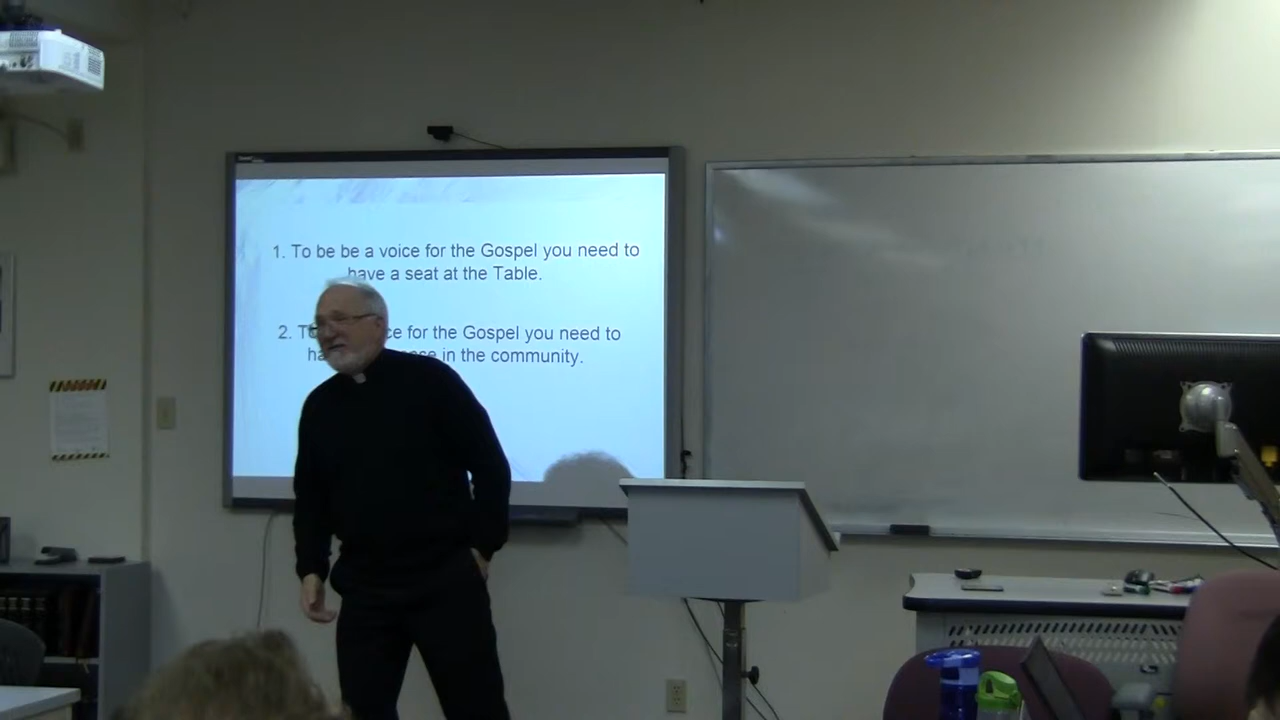 1. To be be a voice for the Gospel you need to
have a seat at the Table.
2. ce for the Gospel you need to
ha in the community.